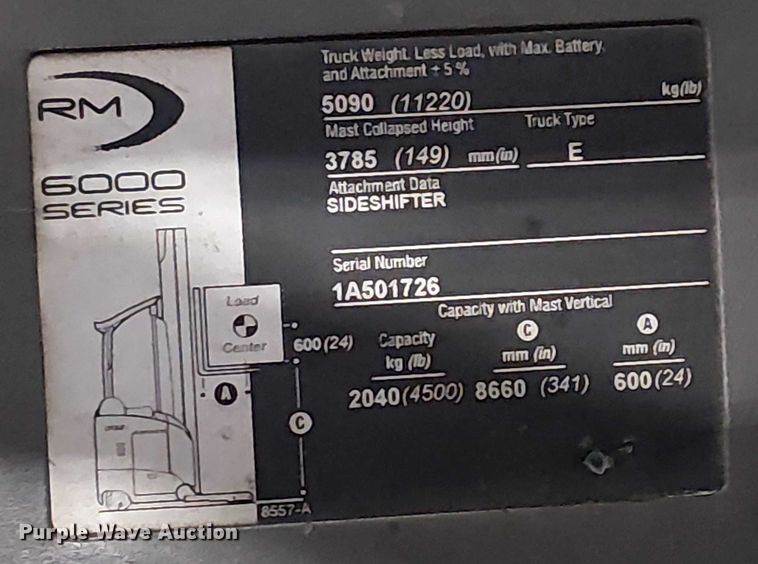 RM
6000
SERIES
Load
Center
600 (24)
A
C
8557-A
Truck Weight, Less Load, with Max. Battery,
and Attachment ± 5 %
5090 (11220) kg (lb)
Mast Collapsed Height Truck Type
3785 (149) mm (in) E
Attachment Data
SIDESHIFTER
Serial Number
1A501726
Capacity with Mast Vertical
Capacity C A
kg (lb) mm (in) mm (in)
2040 (4500) 8660 (341) 600 (24)
Purple Wave Auction